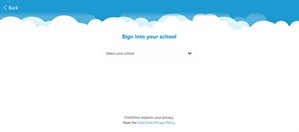 Back
Sign into your school
Select your school
OverDrive respects your privacy.
Read the OverDrive Privacy Policy.